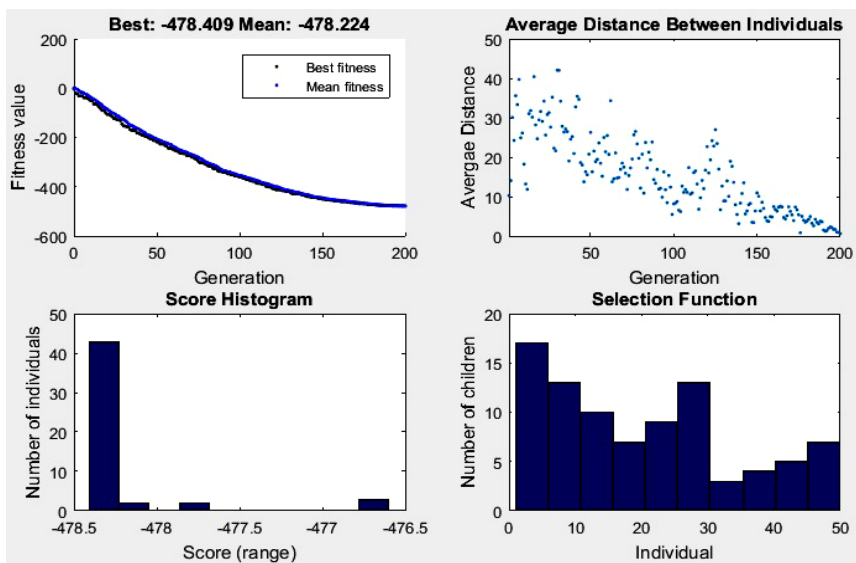 Best: -478.409 Mean: -478.224
200
0
-200
-400
-600
Fitness value
Best fitness
Mean fitness
0 50 100 150 200
Generation
Average Distance Between Individuals
50
40
30
20
10
0
Avergae Distance
50 100 150 200
Generation
Score Histogram
50
40
30
20
10
0
Number of individuals
-478.5 -478 -477.5 -477 -476.5
Score (range)
Selection Function
20
15
10
5
0
Number of children
0 10 20 30 40 50
Individual